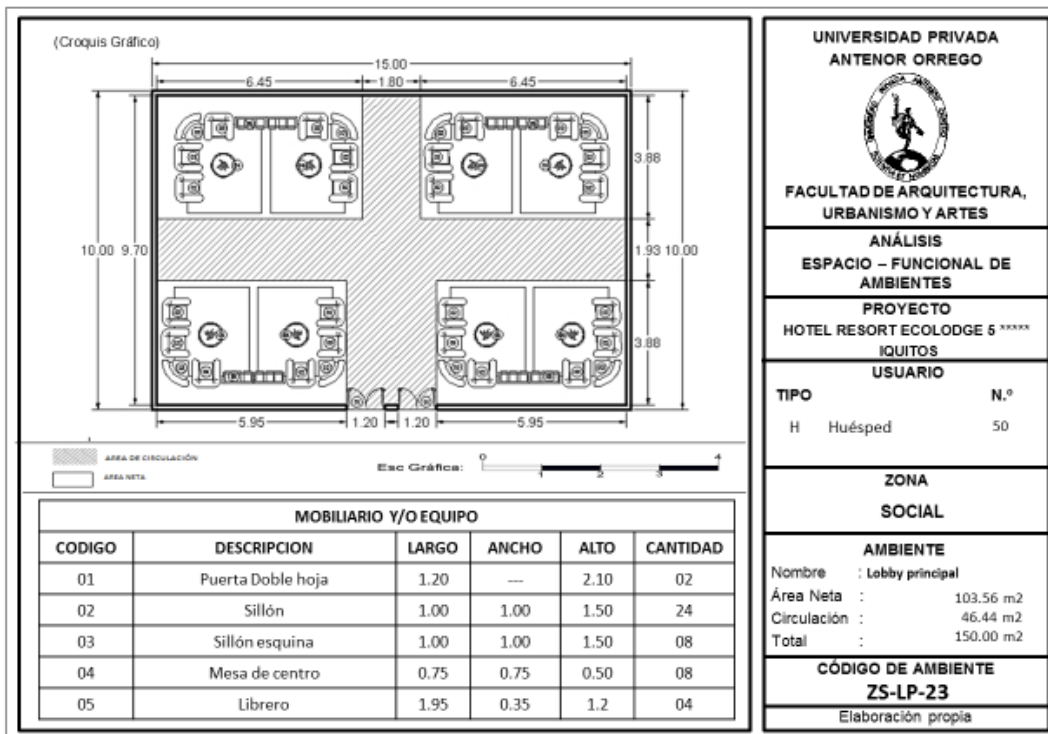 (Croquis Gráfico)
15.00
6.45 1.80 6.45
10.00 9.70
3.88
1.93 10.00
3.88
5.95 1.20 1.20 5.95
AREA DE CIRCULACIÓN
AREA NETA
Esc Gráfica: 0 1 2 3 4
MOBILIARIO Y/O EQUIPO
CODIGO DESCRIPCION LARGO ANCHO ALTO CANTIDAD
01 Puerta Doble hoja 1.20 --- 2.10 02
02 Sillón 1.00 1.00 1.50 24
03 Sillón esquina 1.00 1.00 1.50 08
04 Mesa de centro 0.75 0.75 0.50 08
05 Librero 1.95 0.35 1.2 04
UNIVERSIDAD PRIVADA
ANTENOR ORREGO
FACULTAD DE ARQUITECTURA,
URBANISMO Y ARTES
ANÁLISIS
ESPACIO – FUNCIONAL DE
AMBIENTES
PROYECTO
HOTEL RESORT ECOLODGE 5 *****
IQUITOS
USUARIO
TIPO N.º
H Huésped 50
ZONA
SOCIAL
AMBIENTE
Nombre : Lobby principal
Área Neta : 103.56 m2
Circulación : 46.44 m2
Total : 150.00 m2
CÓDIGO DE AMBIENTE
ZS-LP-23
Elaboración propia